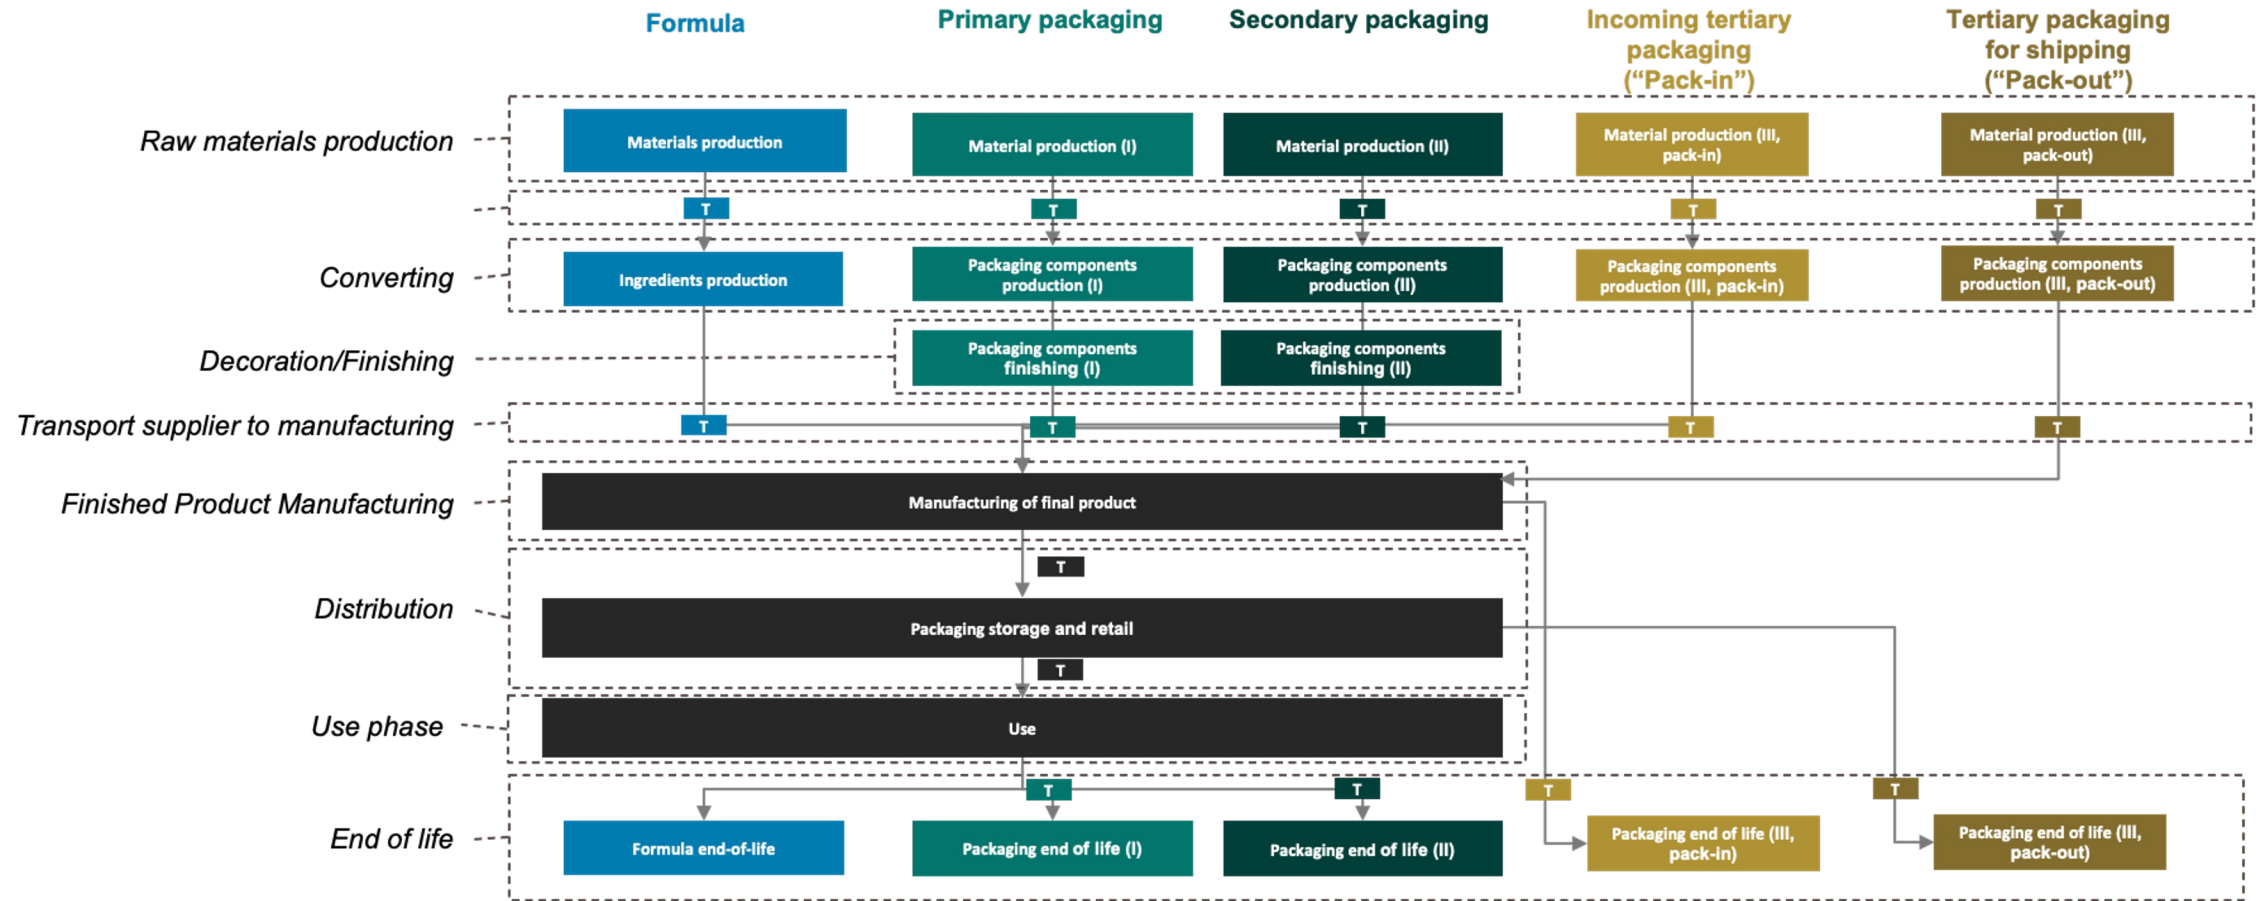 Formula
Primary packaging
Secondary packaging
Incoming tertiary
packaging
(“Pack-in”)
Tertiary packaging
for shipping
(“Pack-out”)
Raw materials production
Materials production
Material production (I)
Material production (II)
Material production (III,
pack-in)
Material production (III,
pack-out)
T
T
T
T
T
Converting
Ingredients production
Packaging components
production (I)
Packaging components
production (II)
Packaging components
production (III, pack-in)
Packaging components
production (III, pack-out)
Decoration/Finishing
Packaging components
finishing (I)
Packaging components
finishing (II)
Transport supplier to manufacturing
T
T
T
T
T
Finished Product Manufacturing
Manufacturing of final product
T
Distribution
Packaging storage and retail
T
Use phase
Use
T
T
T
T
End of life
Formula end-of-life
Packaging end of life (I)
Packaging end of life (II)
Packaging end of life (III,
pack-in)
Packaging end of life (III,
pack-out)